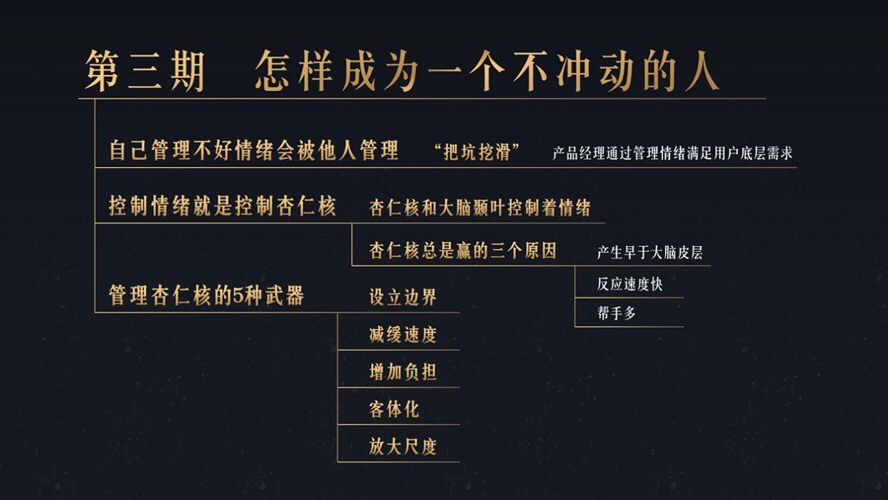 第三期 怎样成为一个不冲动的人
自己管理不好情绪会被他人管理 “把坑挖滑” 产品经理通过管理情绪满足用户底层需求
控制情绪就是控制杏仁核 杏仁核和大脑颞叶控制着情绪
杏仁核总是赢的三个原因 产生早于大脑皮层
反应速度快
帮手多
管理杏仁核的5种武器 设立边界
减缓速度
增加负担
客体化
放大尺度